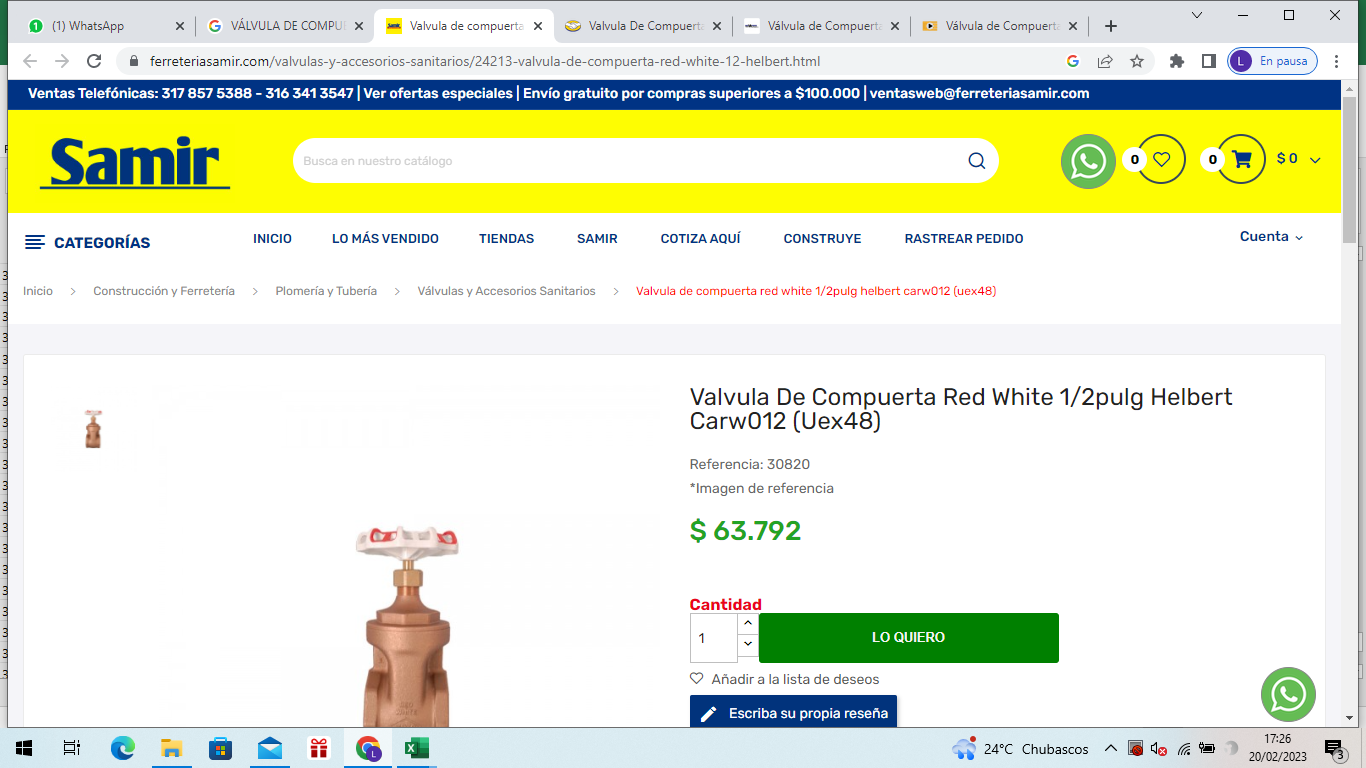 (1) WhatsApp
VÁLVULA DE COMPUE
Valvula de compuerta
Valvula De Compuerta
Válvula de Compuerta
Válvula de Compuerta
ferreteriasamir.com/valvulas-y-accesorios-sanitarios/24213-valvula-de-compuerta-red-white-12-helbert.html
L En pausa
Ventas Telefónicas: 317 857 5388 - 316 341 3547 | Ver ofertas especiales | Envío gratuito por compras superiores a $100.000 | ventasweb@ferreteriasamir.com
Samir
Busca en nuestro catálogo
0
0
$ 0
CATEGORÍAS
INICIO
LO MÁS VENDIDO
TIENDAS
SAMIR
COTIZA AQUÍ
CONSTRUYE
RASTREAR PEDIDO
Cuenta
Inicio > Construcción y Ferretería > Plomería y Tubería > Válvulas y Accesorios Sanitarios > Valvula de compuerta red white 1/2pulg helbert carw012 (uex48)
Valvula De Compuerta Red White 1/2pulg Helbert
Carw012 (Uex48)
Referencia: 30820
*Imagen de referencia
$ 63.792
Cantidad
1
LO QUIERO
Añadir a la lista de deseos
Escriba su propia reseña
24°C Chubascos
17:26
20/02/2023
3